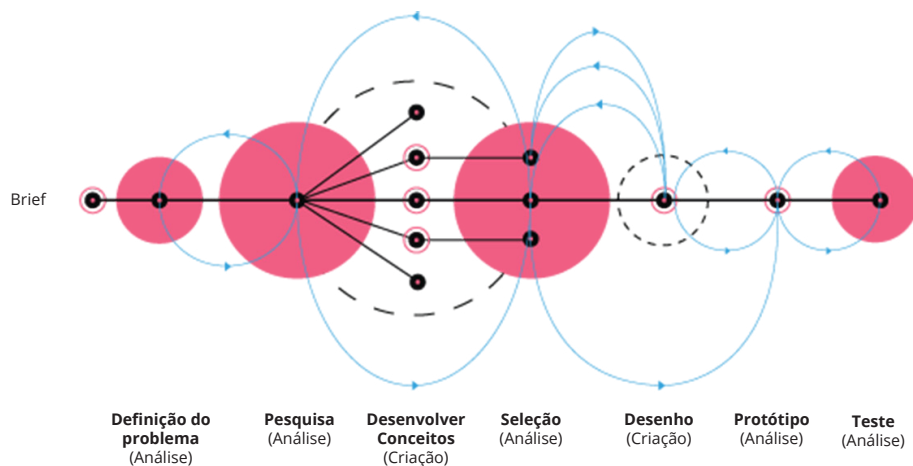 Brief
Definição do
problema
(Análise)
Pesquisa
(Análise)
Desenvolver
Conceitos
(Criação)
Seleção
(Análise)
Desenho
(Criação)
Protótipo
(Análise)
Teste
(Análise)